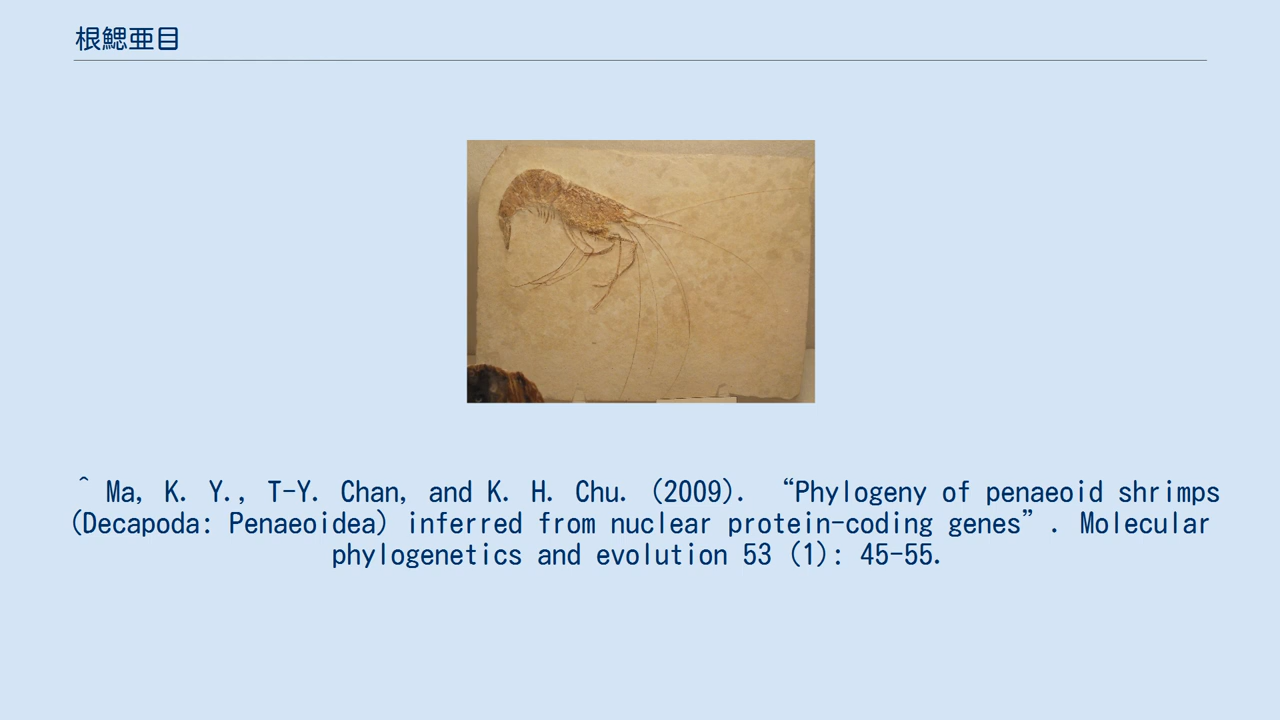 根鰓亜目
^ Ma, K. Y., T-Y. Chan, and K. H. Chu. (2009). “Phylogeny of penaeoid shrimps
(Decapoda: Penaeoidea) inferred from nuclear protein-coding genes”. Molecular
phylogenetics and evolution 53 (1): 45-55.